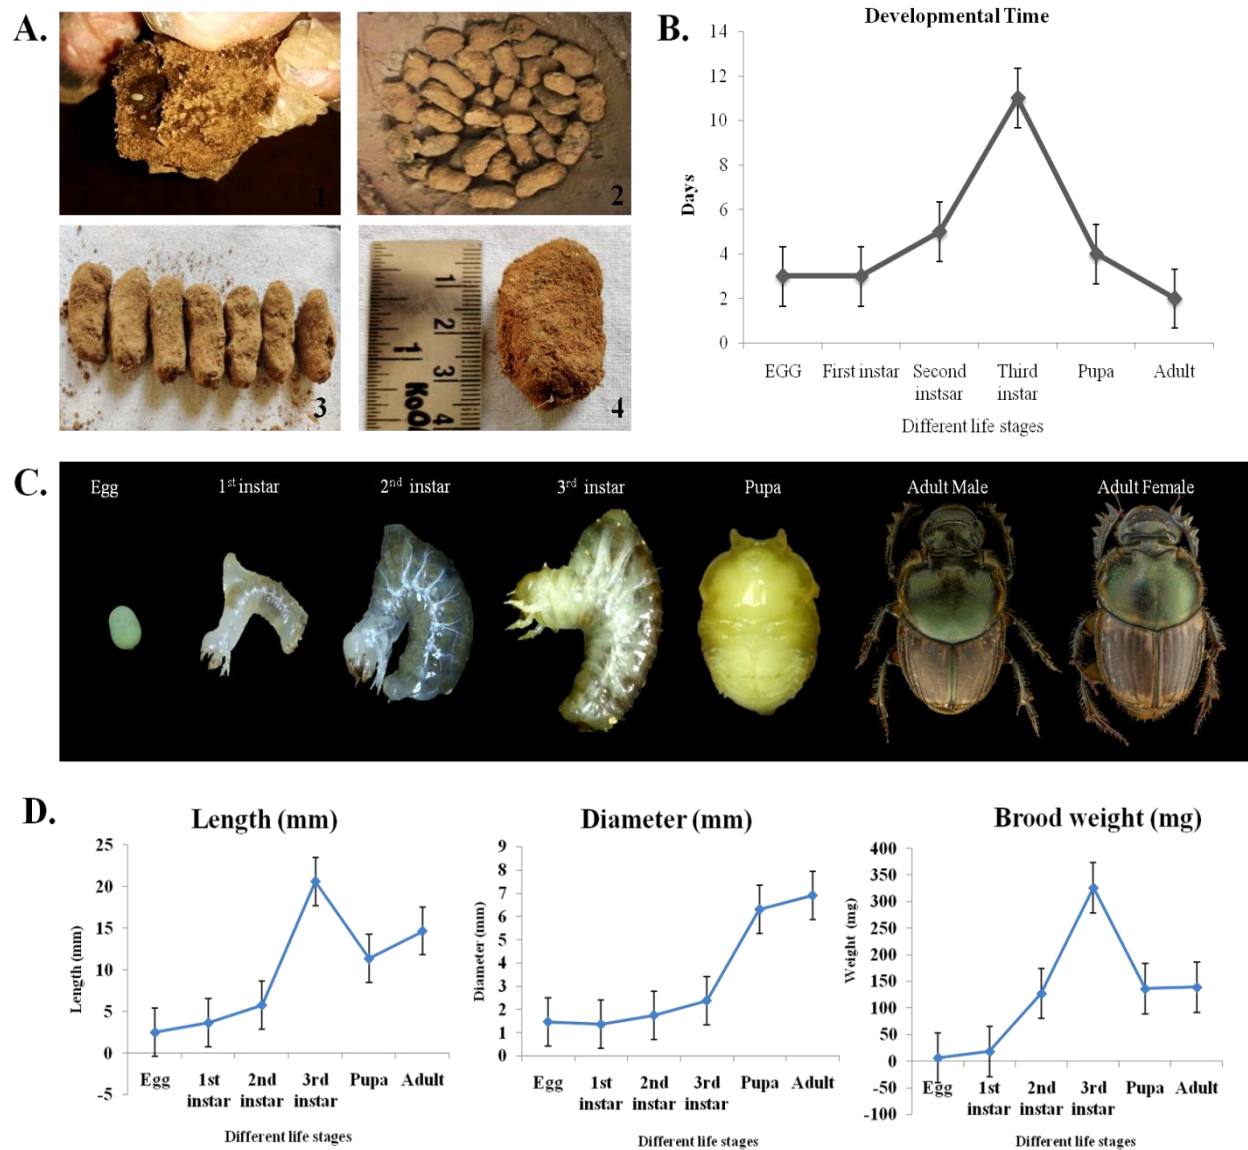 A.
1
2
3
1
2
3
4
1
KoO
4
B.
Developmental Time
Days
14
12
10
8
6
4
2
0
EGG First instar Second instsar Third instar Pupa Adult
Different life stages
C.
Egg 1st instar 2nd instar 3rd instar Pupa Adult Male Adult Female
D.
Length (mm)
Length (mm)
25
20
15
10
5
0
-5
Egg 1st instar 2nd instar 3rd instar Pupa Adult
Different life stages
Diameter (mm)
Diameter (mm)
9
8
7
6
5
4
3
2
1
0
Egg 1st instar 2nd instar 3rd instar Pupa Adult
Different life stages
Brood weight (mg)
Weight (mg)
400
350
300
250
200
150
100
50
0
-50
-100
Egg 1st instar 2nd instar 3rd instar Pupa Adult
Different life stages